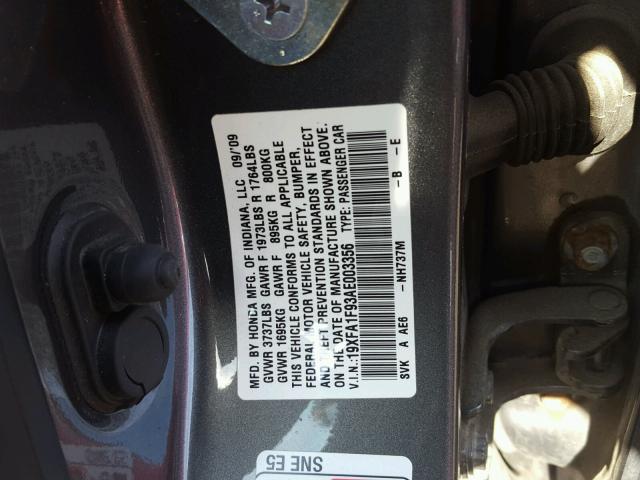 MFD. BY HONDA MFG. OF INDIANA, LLC 09/'09
GVWR 3737LBS GAWR F 1973LBS R 1764LBS
GVWR 1695KG GAWR F 895KG R 800KG
THIS VEHICLE CONFORMS TO ALL APPLICABLE
FEDERAL MOTOR VEHICLE SAFETY, BUMPER,
AND THEFT PREVENTION STANDARDS IN EFFECT
ON THE DATE OF MANUFACTURE SHOWN ABOVE.
V.I.N.:19XFA1F93AE003356 TYPE: PASSENGER CAR
SVK A AE6 -NH737M -B -E
SNE E5